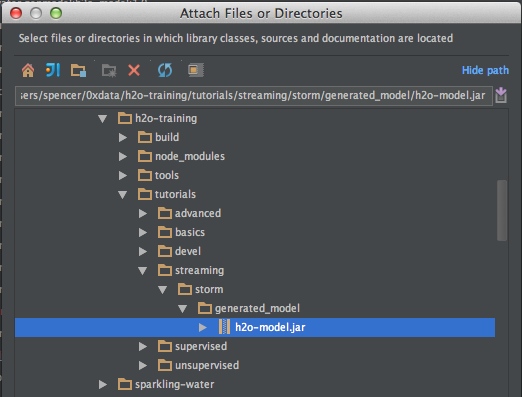 Attach Files or Directories
Select files or directories in which library classes, sources and documentation are located
Hide path
sers/spencer/0xdata/h2o-training/tutorials/streaming/storm/generated_model/h2o-model.jar
h2o-training
build
node_modules
tools
tutorials
advanced
basics
devel
streaming
storm
generated_model
h2o-model.jar
supervised
unsupervised
sparkling-water